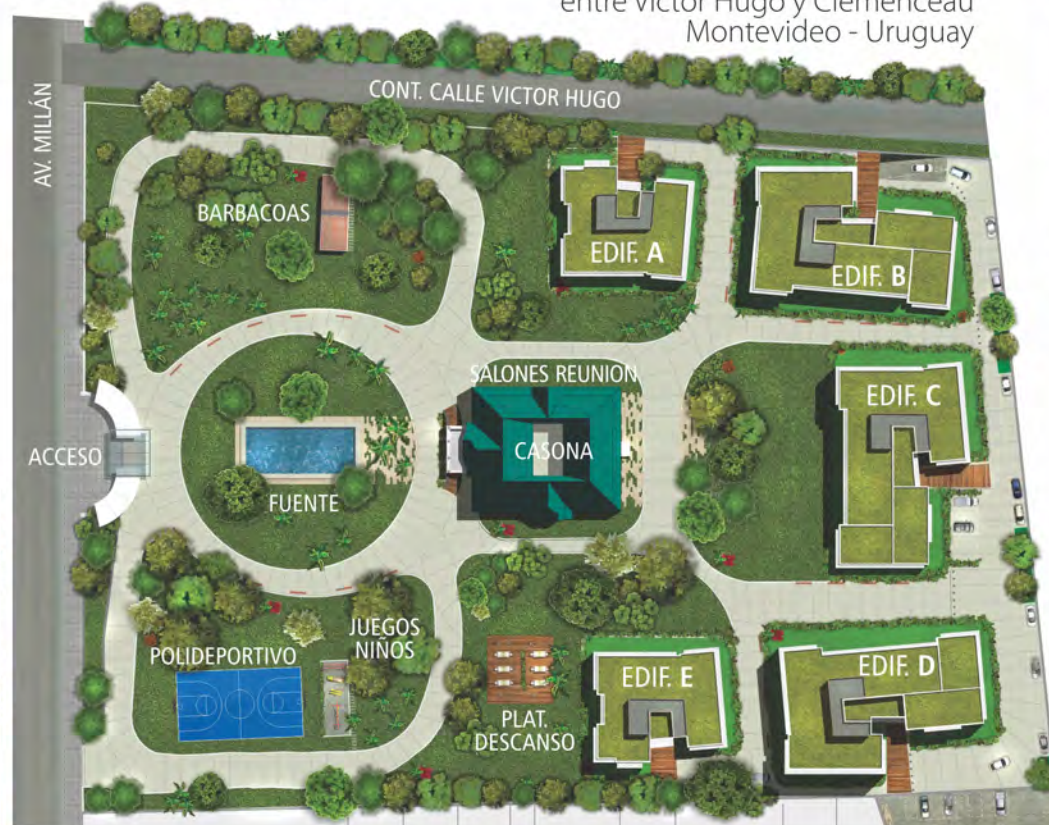 entre Victor Hugo y Clemenceau
Montevideo - Uruguay
CONT. CALLE VICTOR HUGO
AV. MILLÁN
BARBACOAS
EDIF. A
EDIF. B
SALONES REUNION
EDIF. C
CASONA
ACCESO
FUENTE
JUEGOS
NIÑOS
POLIDEPORTIVO
EDIF. E
EDIF. D
PLAT.
DESCANSO